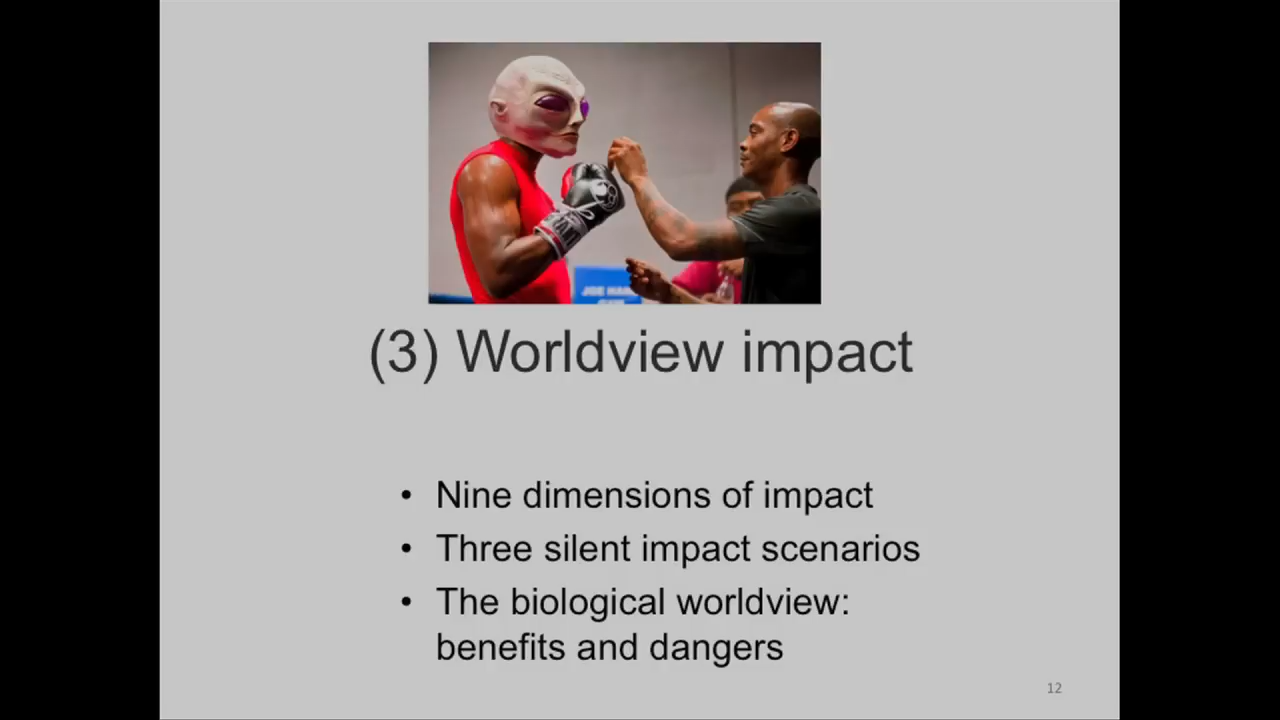 (3) Worldview impact
• Nine dimensions of impact
• Three silent impact scenarios
• The biological worldview:
benefits and dangers
12